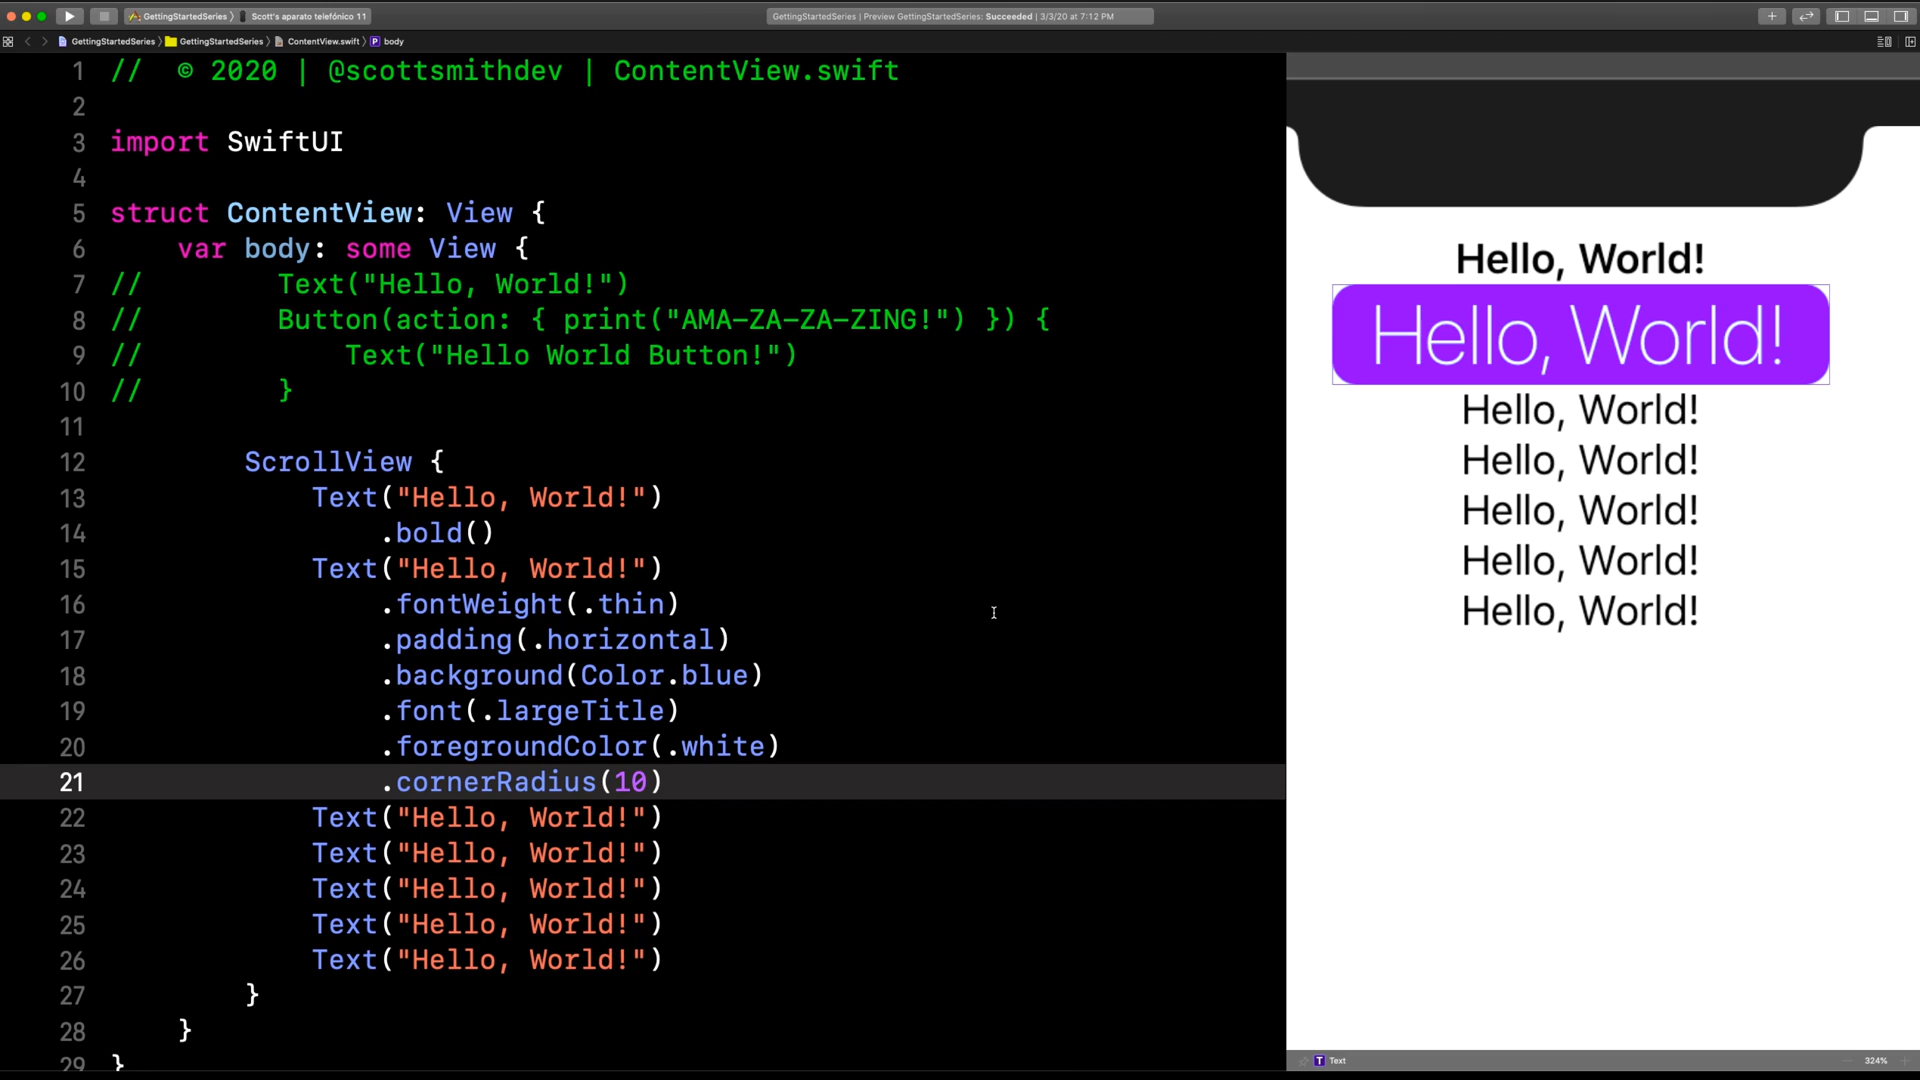 GettingStartedSeries 〉 Scott's aparato telefónico 11
GettingStartedSeries | Preview GettingStartedSeries: Succeeded | 3/3/20 at 7:12 PM
GettingStartedSeries 〉 GettingStartedSeries 〉 ContentView.swift 〉 P body
1 //  © 2020 | @scottsmithdev | ContentView.swift
2
3 import SwiftUI
4
5 struct ContentView: View {
6     var body: some View {
7 //        Text("Hello, World!")
8 //        Button(action: { print("AMA-ZA-ZA-ZING!") }) {
9 //            Text("Hello World Button!")
10 //        }
11
12         ScrollView {
13             Text("Hello, World!")
14                 .bold()
15             Text("Hello, World!")
16                 .fontWeight(.thin)
17                 .padding(.horizontal)
18                 .background(Color.blue)
19                 .font(.largeTitle)
20                 .foregroundColor(.white)
21                 .cornerRadius(10)
22             Text("Hello, World!")
23             Text("Hello, World!")
24             Text("Hello, World!")
25             Text("Hello, World!")
26             Text("Hello, World!")
27         }
28     }
29 }
Hello, World!
Hello, World!
Hello, World!
Hello, World!
Hello, World!
Hello, World!
Hello, World!
T Text
324%